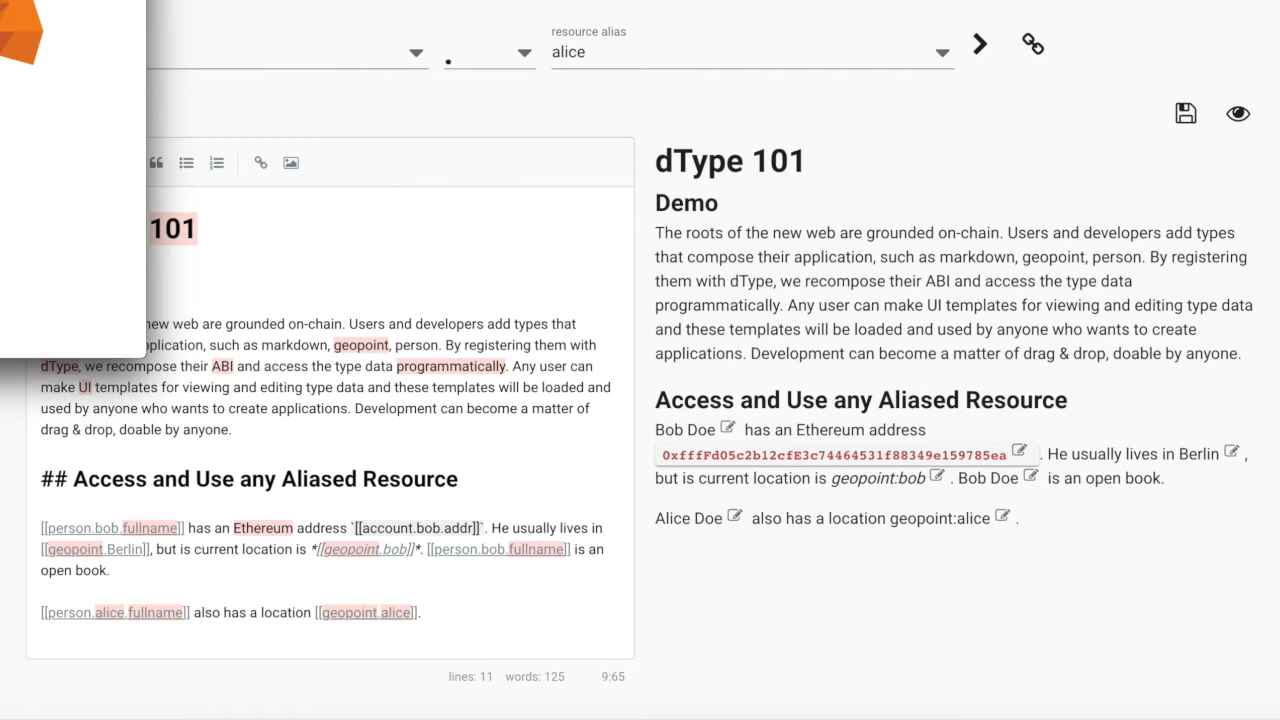 resource alias
.
alice
101
new web are grounded on-chain. Users and developers add types that
plication, such as markdown, geopoint, person. By registering them with
dType, we recompose their ABI and access the type data programmatically. Any user can
make UI templates for viewing and editing type data and these templates will be loaded and
used by anyone who wants to create applications. Development can become a matter of
drag & drop, doable by anyone.
## Access and Use any Aliased Resource
[[person.bob.fullname]] has an Ethereum address `[[account.bob.addr]]`. He usually lives in
[[geopoint.Berlin]], but is current location is *[[geopoint.bob]]*. [[person.bob.fullname]] is an
open book.
[[person.alice.fullname]] also has a location [[geopoint.alice]].
lines: 11 words: 125 9:65
dType 101
Demo
The roots of the new web are grounded on-chain. Users and developers add types
that compose their application, such as markdown, geopoint, person. By registering
them with dType, we recompose their ABI and access the type data
programmatically. Any user can make UI templates for viewing and editing type data
and these templates will be loaded and used by anyone who wants to create
applications. Development can become a matter of drag & drop, doable by anyone.
Access and Use any Aliased Resource
Bob Doe has an Ethereum address
0xfffFd05c2b12cfE3c74464531f88349e159785ea . He usually lives in Berlin ,
but is current location is geopoint:bob . Bob Doe is an open book.
Alice Doe also has a location geopoint:alice .